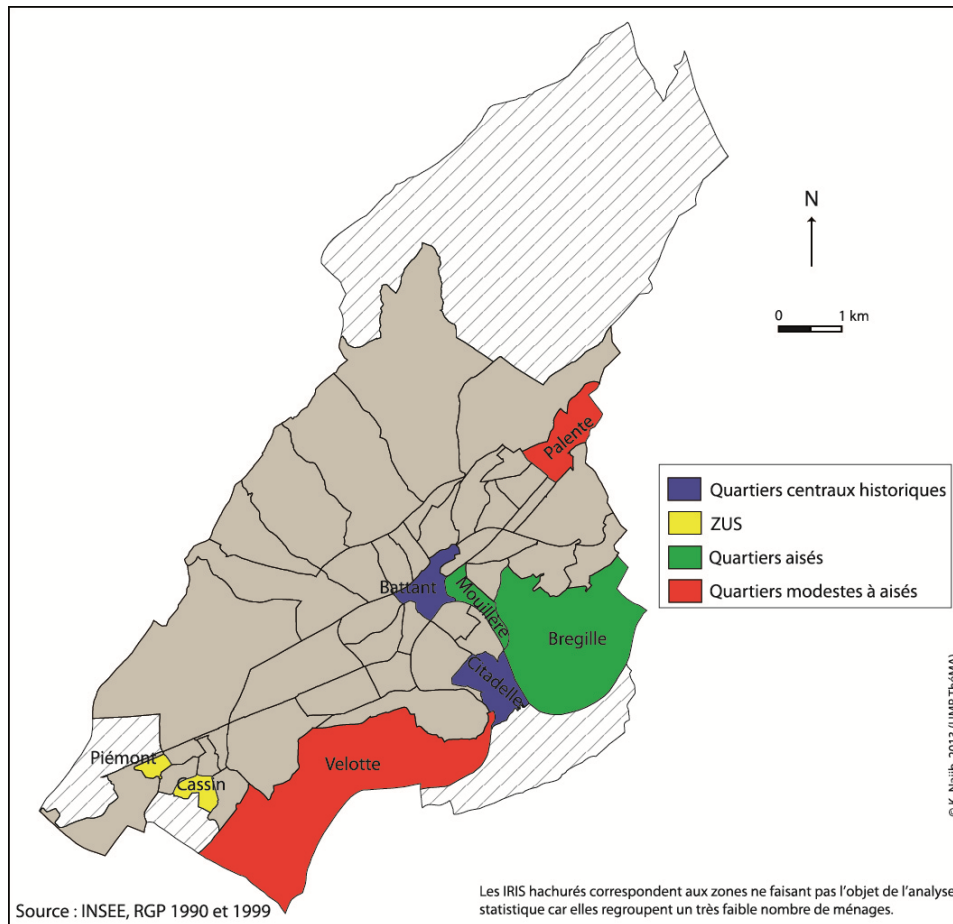 N
0 1 km
Palente
Quartiers centraux historiques
ZUS
Quartiers aisés
Quartiers modestes à aisés
Battant
Mouillère
Bregille
Citadelle
Velotte
Piémont
Cassin
Les IRIS hachurés correspondent aux zones ne faisant pas l'objet de l'analyse
statistique car elles regroupent un très faible nombre de ménages.
Source : INSEE, RGP 1990 et 1999
2013